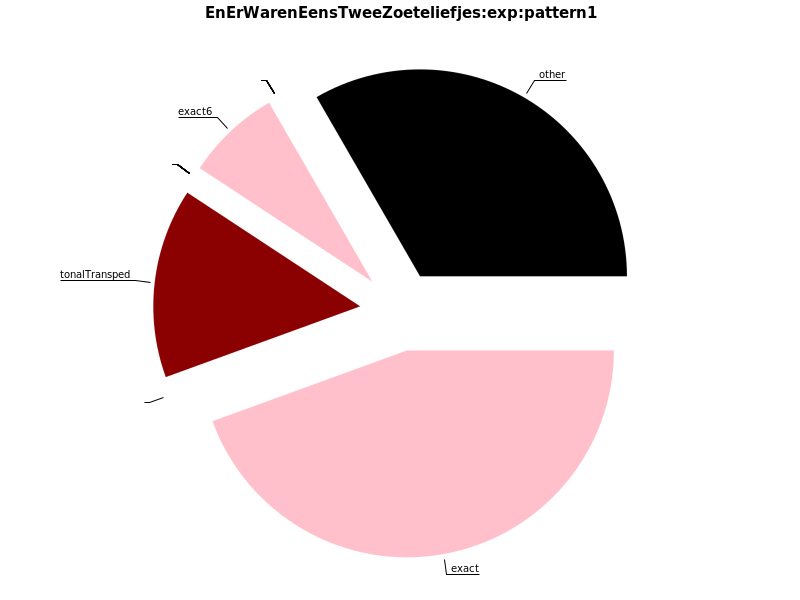 EnErWarenEensTweeZoeteliefjes:exp:pattern1
other
exact6
tonalTransped
exact